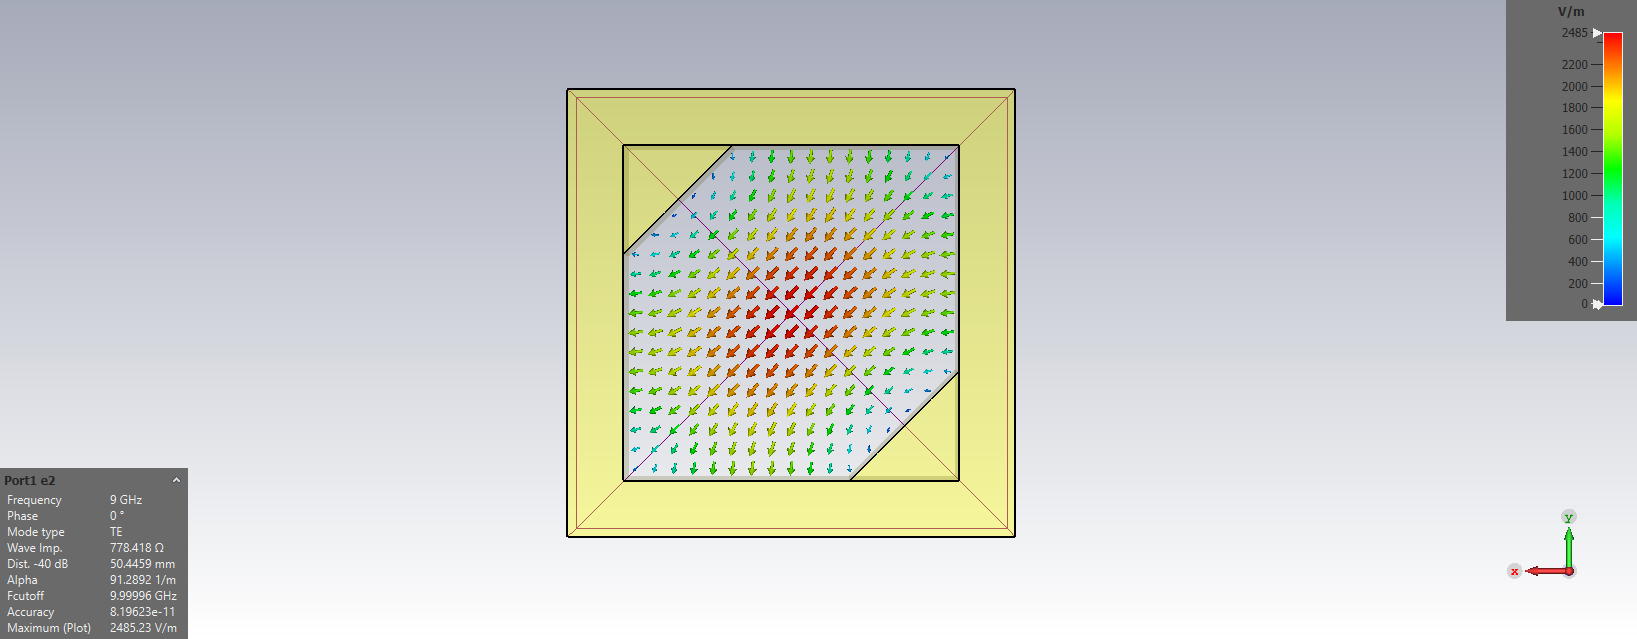 V/m
2485
2200
2000
1800
1600
1400
1200
1000
800
600
400
200
0
Port1 e2
Frequency 9 GHz
Phase 0 °
Mode type TE
Wave Imp. 778.418 Ω
Dist. -40 dB 50.4459 mm
Alpha 91.2892 1/m
Fcutoff 9.99996 GHz
Accuracy 8.19623e-11
Maximum (Plot) 2485.23 V/m
y
x